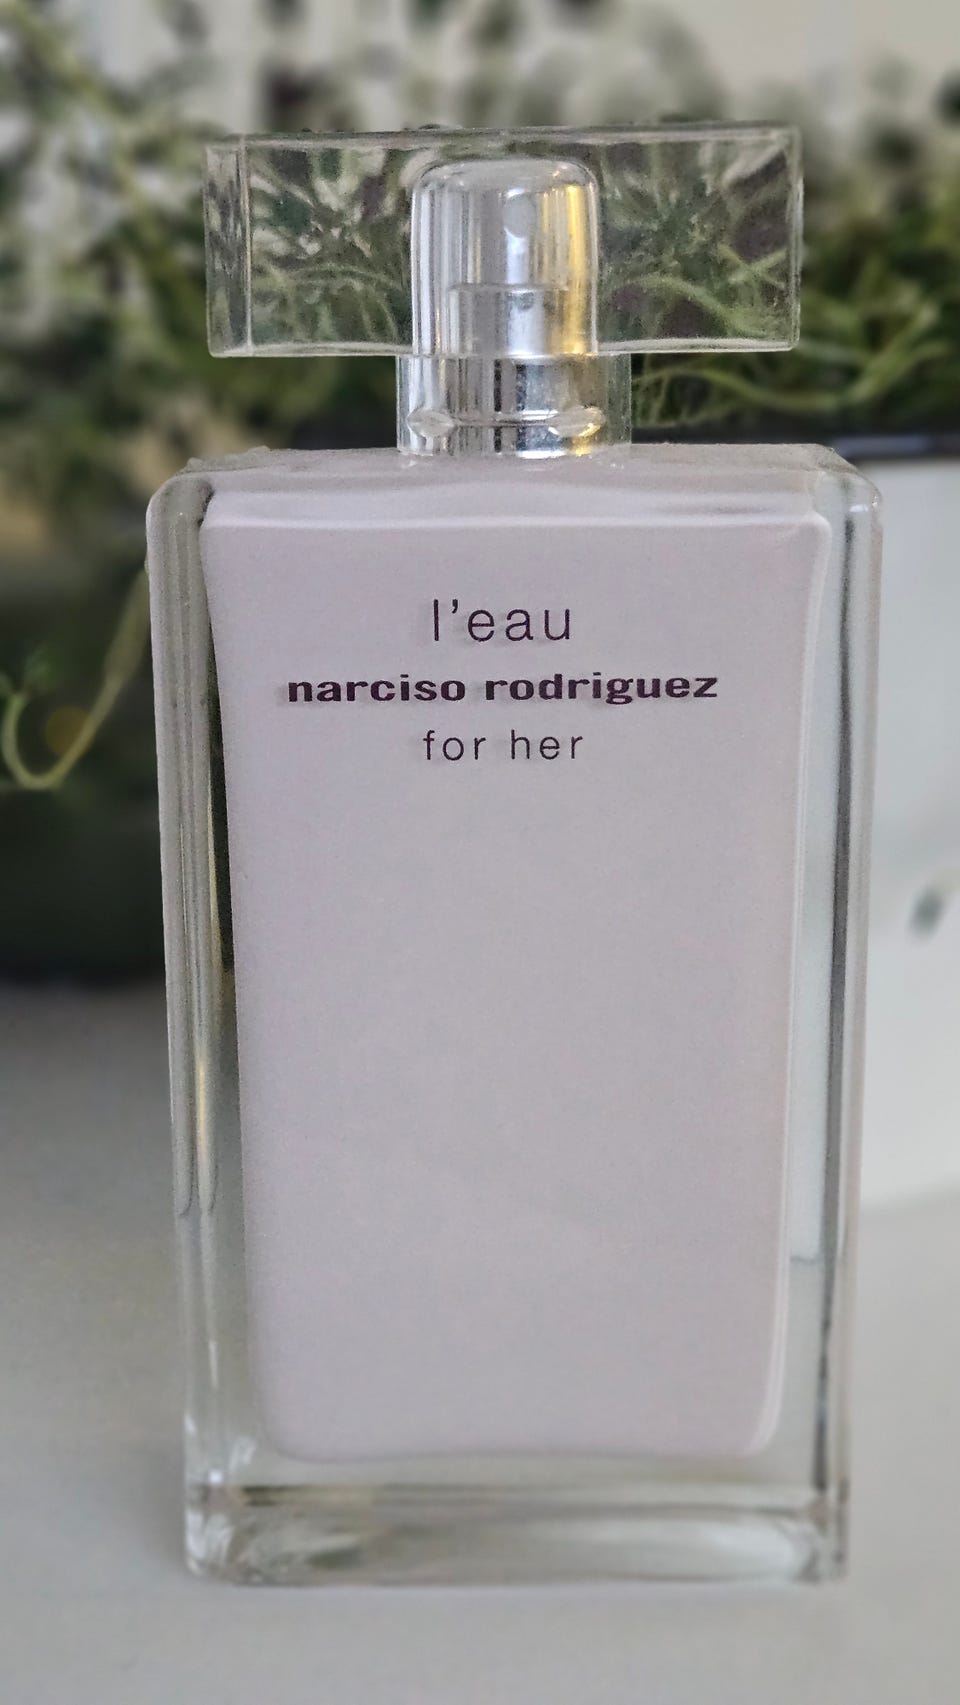 l'eau
narciso rodriguez
for her